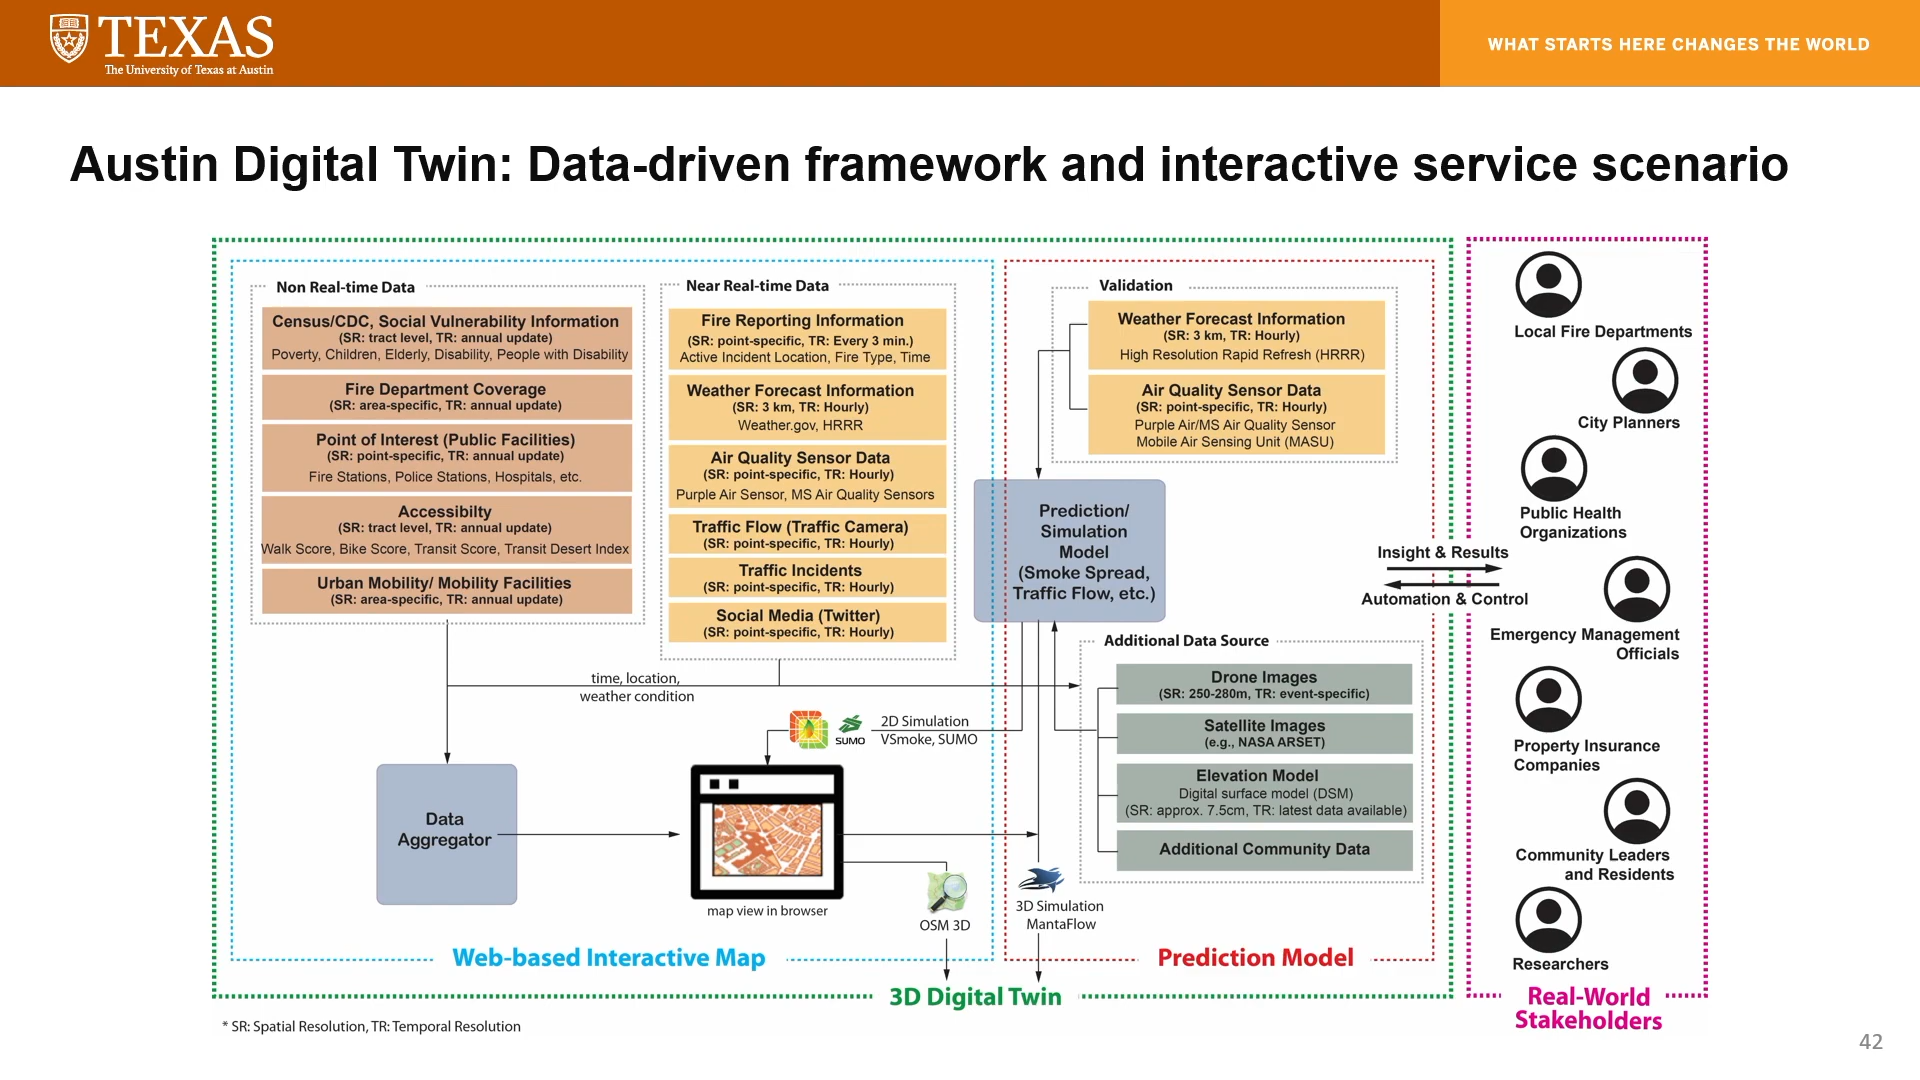 TEXAS
The University of Texas at Austin
WHAT STARTS HERE CHANGES THE WORLD
Austin Digital Twin: Data-driven framework and interactive service scenario
Non Real-time Data
Census/CDC, Social Vulnerability Information
(SR: tract level, TR: annual update)
Poverty, Children, Elderly, Disability, People with Disability
Fire Department Coverage
(SR: area-specific, TR: annual update)
Point of Interest (Public Facilities)
(SR: point-specific, TR: annual update)
Fire Stations, Police Stations, Hospitals, etc.
Accessibilty
(SR: tract level, TR: annual update)
Walk Score, Bike Score, Transit Score, Transit Desert Index
Urban Mobility/ Mobility Facilities
(SR: area-specific, TR: annual update)
Near Real-time Data
Fire Reporting Information
(SR: point-specific, TR: Every 3 min.)
Active Incident Location, Fire Type, Time
Weather Forecast Information
(SR: 3 km, TR: Hourly)
Weather.gov, HRRR
Air Quality Sensor Data
(SR: point-specific, TR: Hourly)
Purple Air Sensor, MS Air Quality Sensors
Traffic Flow (Traffic Camera)
(SR: point-specific, TR: Hourly)
Traffic Incidents
(SR: point-specific, TR: Hourly)
Social Media (Twitter)
(SR: point-specific, TR: Hourly)
time, location,
weather condition
SUMO
2D Simulation
VSmoke, SUMO
Data
Aggregator
map view in browser
OSM 3D
Web-based Interactive Map
Validation
Weather Forecast Information
(SR: 3 km, TR: Hourly)
High Resolution Rapid Refresh (HRRR)
Air Quality Sensor Data
(SR: point-specific, TR: Hourly)
Purple Air/MS Air Quality Sensor
Mobile Air Sensing Unit (MASU)
Prediction/
Simulation
Model
(Smoke Spread,
Traffic Flow, etc.)
Additional Data Source
Drone Images
(SR: 250-280m, TR: event-specific)
Satellite Images
(e.g., NASA ARSET)
Elevation Model
Digital surface model (DSM)
(SR: approx. 7.5cm, TR: latest data available)
Additional Community Data
3D Simulation
MantaFlow
Prediction Model
3D Digital Twin
Insight & Results
Automation & Control
Local Fire Departments
City Planners
Public Health
Organizations
Emergency Management
Officials
Property Insurance
Companies
Community Leaders
and Residents
Researchers
Real-World
Stakeholders
* SR: Spatial Resolution, TR: Temporal Resolution
42